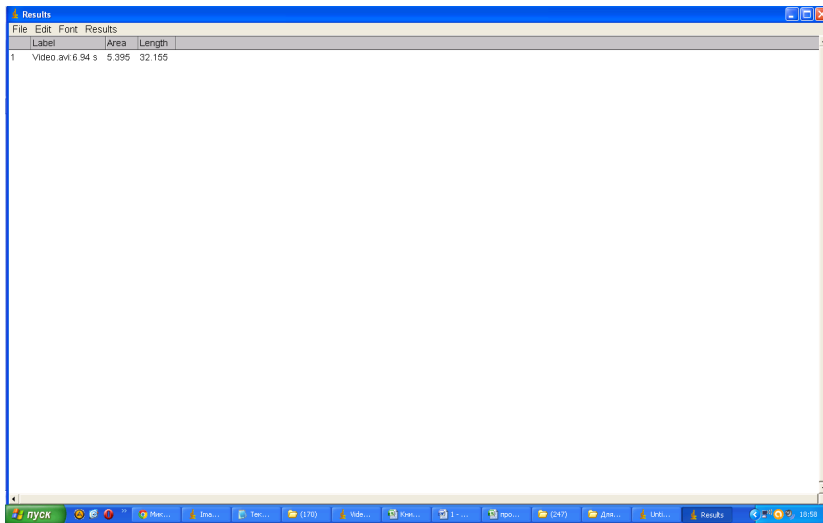 Results
File Edit Font Results
Label Area Length
1 Video.avi:6.94 s 5.395 32.155
пуск Мик... Ima... Тек... (170) Vide... Кни... 1 - ... про... (247) Для... Unti... Results 18:58